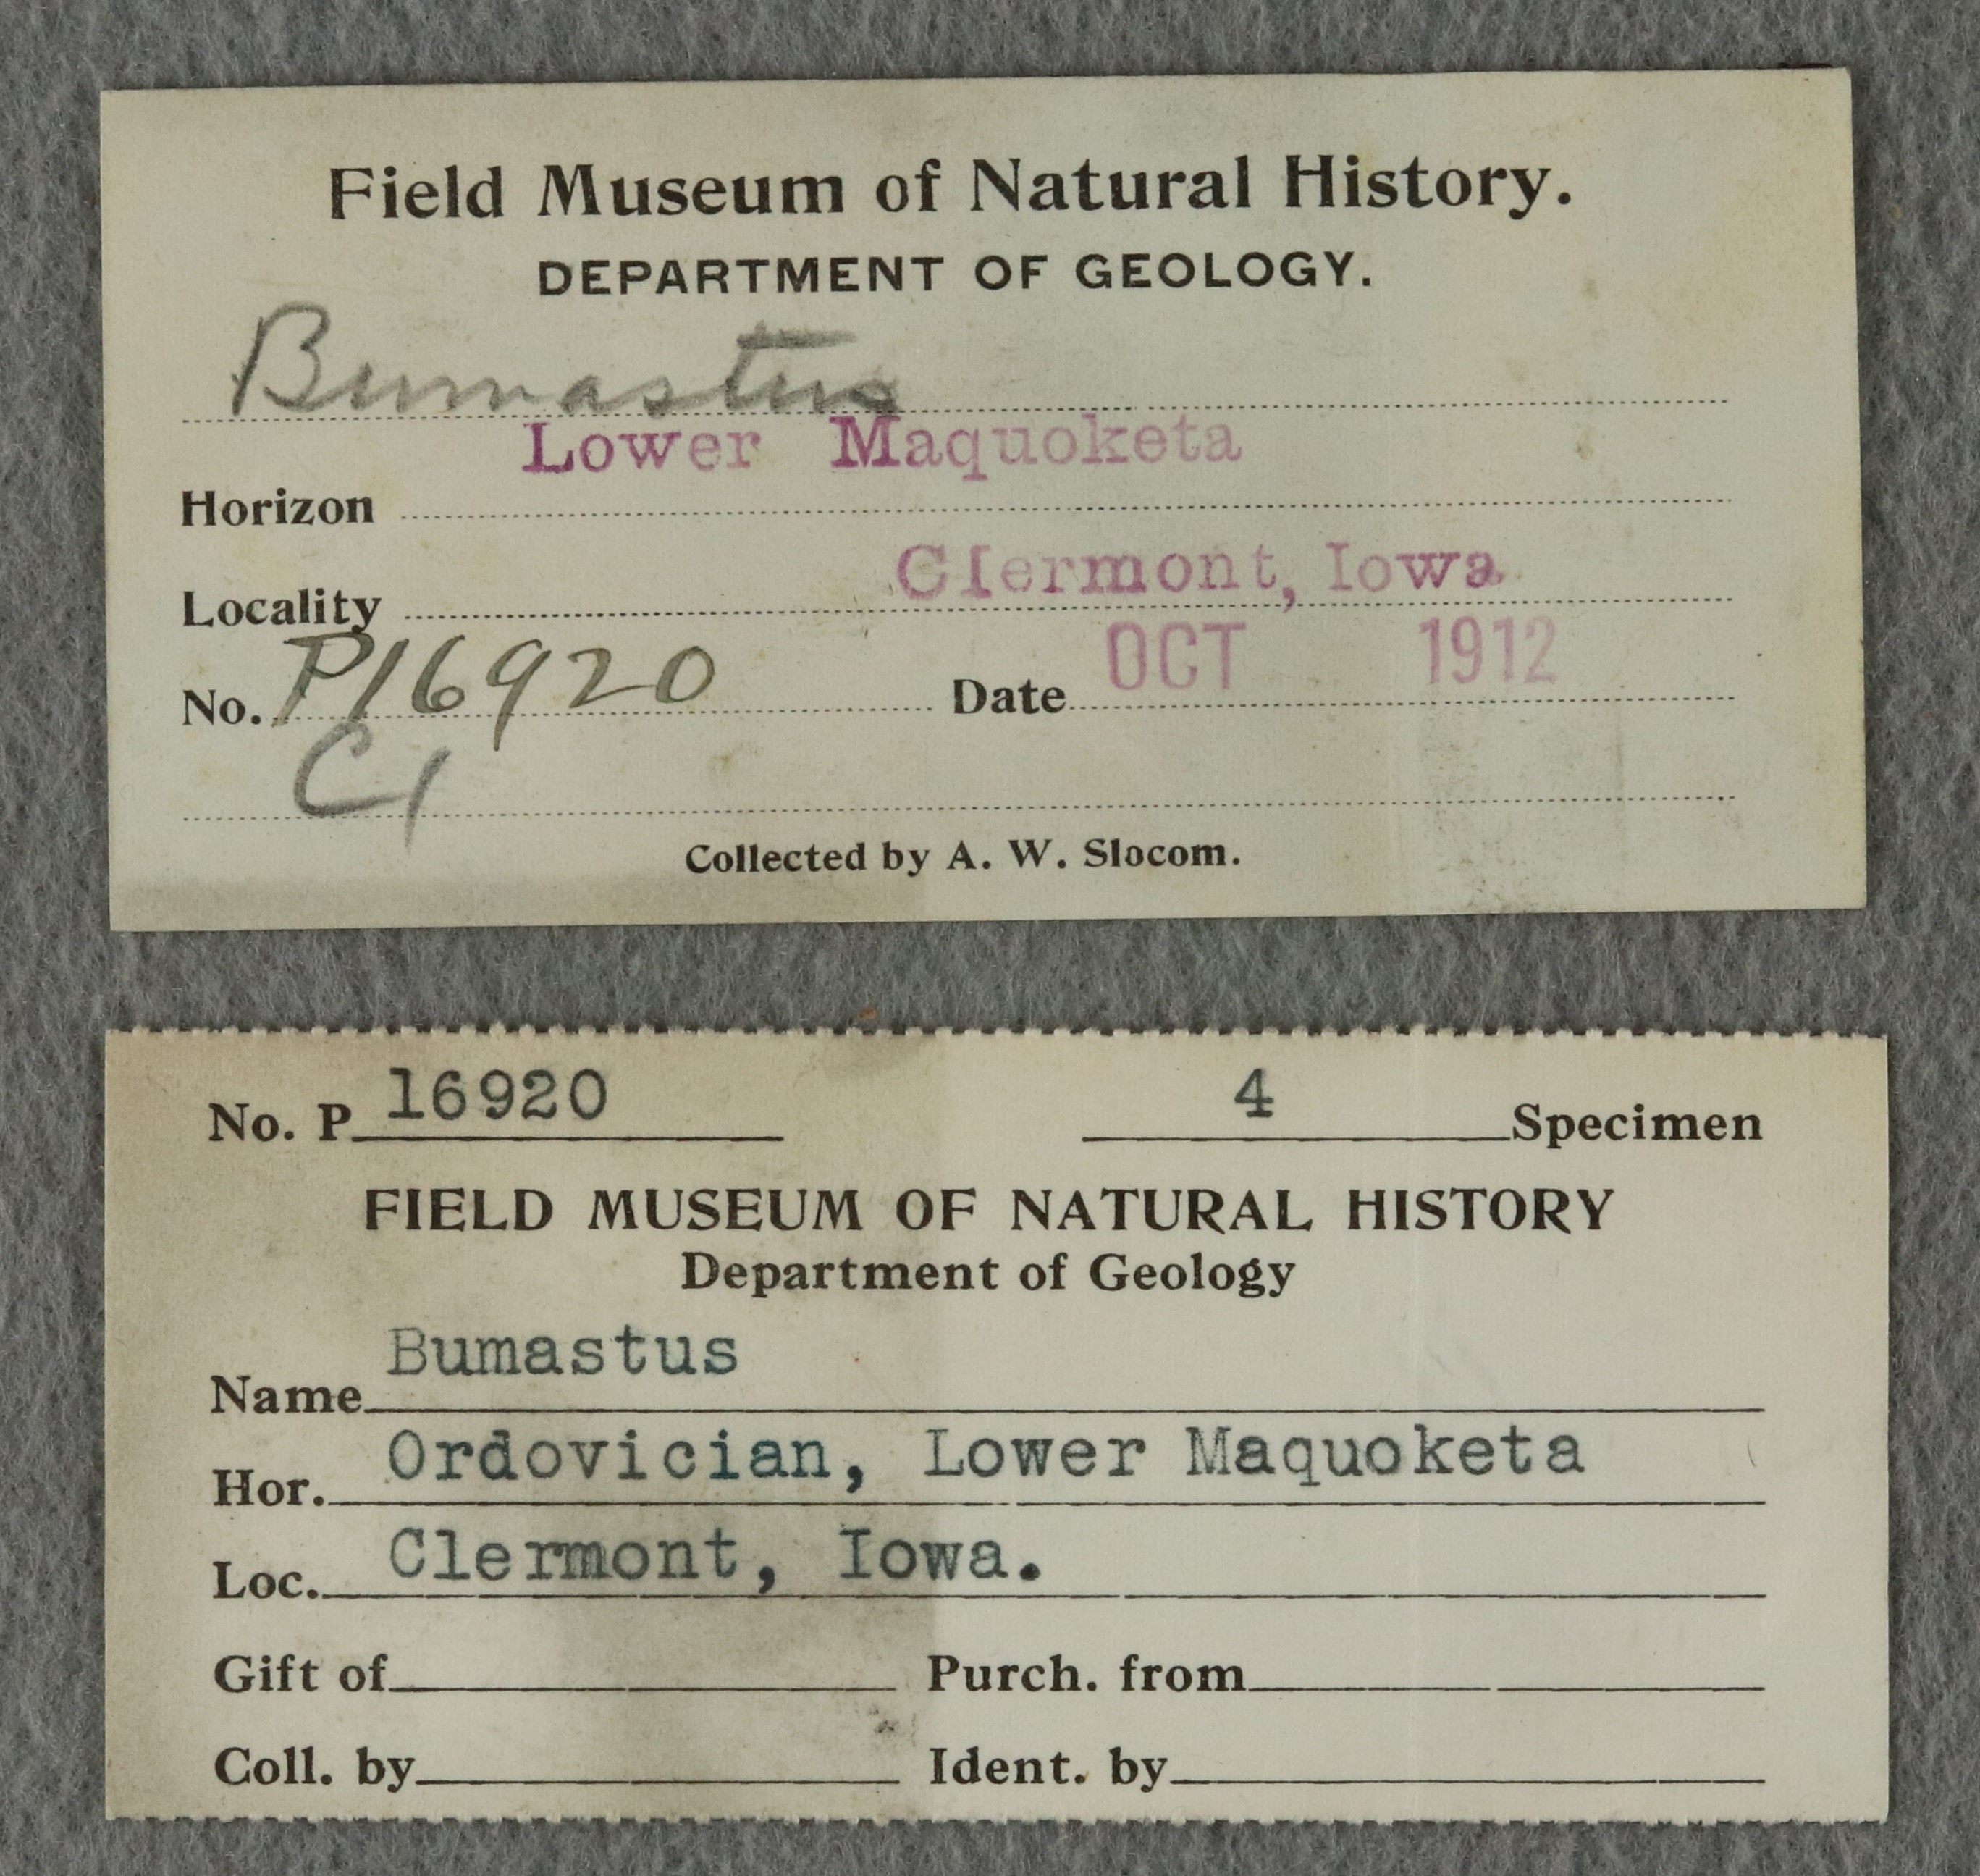 Field Museum of Natural History.
DEPARTMENT OF GEOLOGY.
Bumastus
Lower Maquoketa
Horizon
Clermont, Iowa
Locality
OCT 1912
No. P16920 Date
C1
Collected by A. W. Slocom.
No. P 16920 4 Specimen
FIELD MUSEUM OF NATURAL HISTORY
Department of Geology
Name Bumastus
Hor. Ordovician, Lower Maquoketa
Loc. Clermont, Iowa.
Gift of Purch. from
Coll. by Ident. by